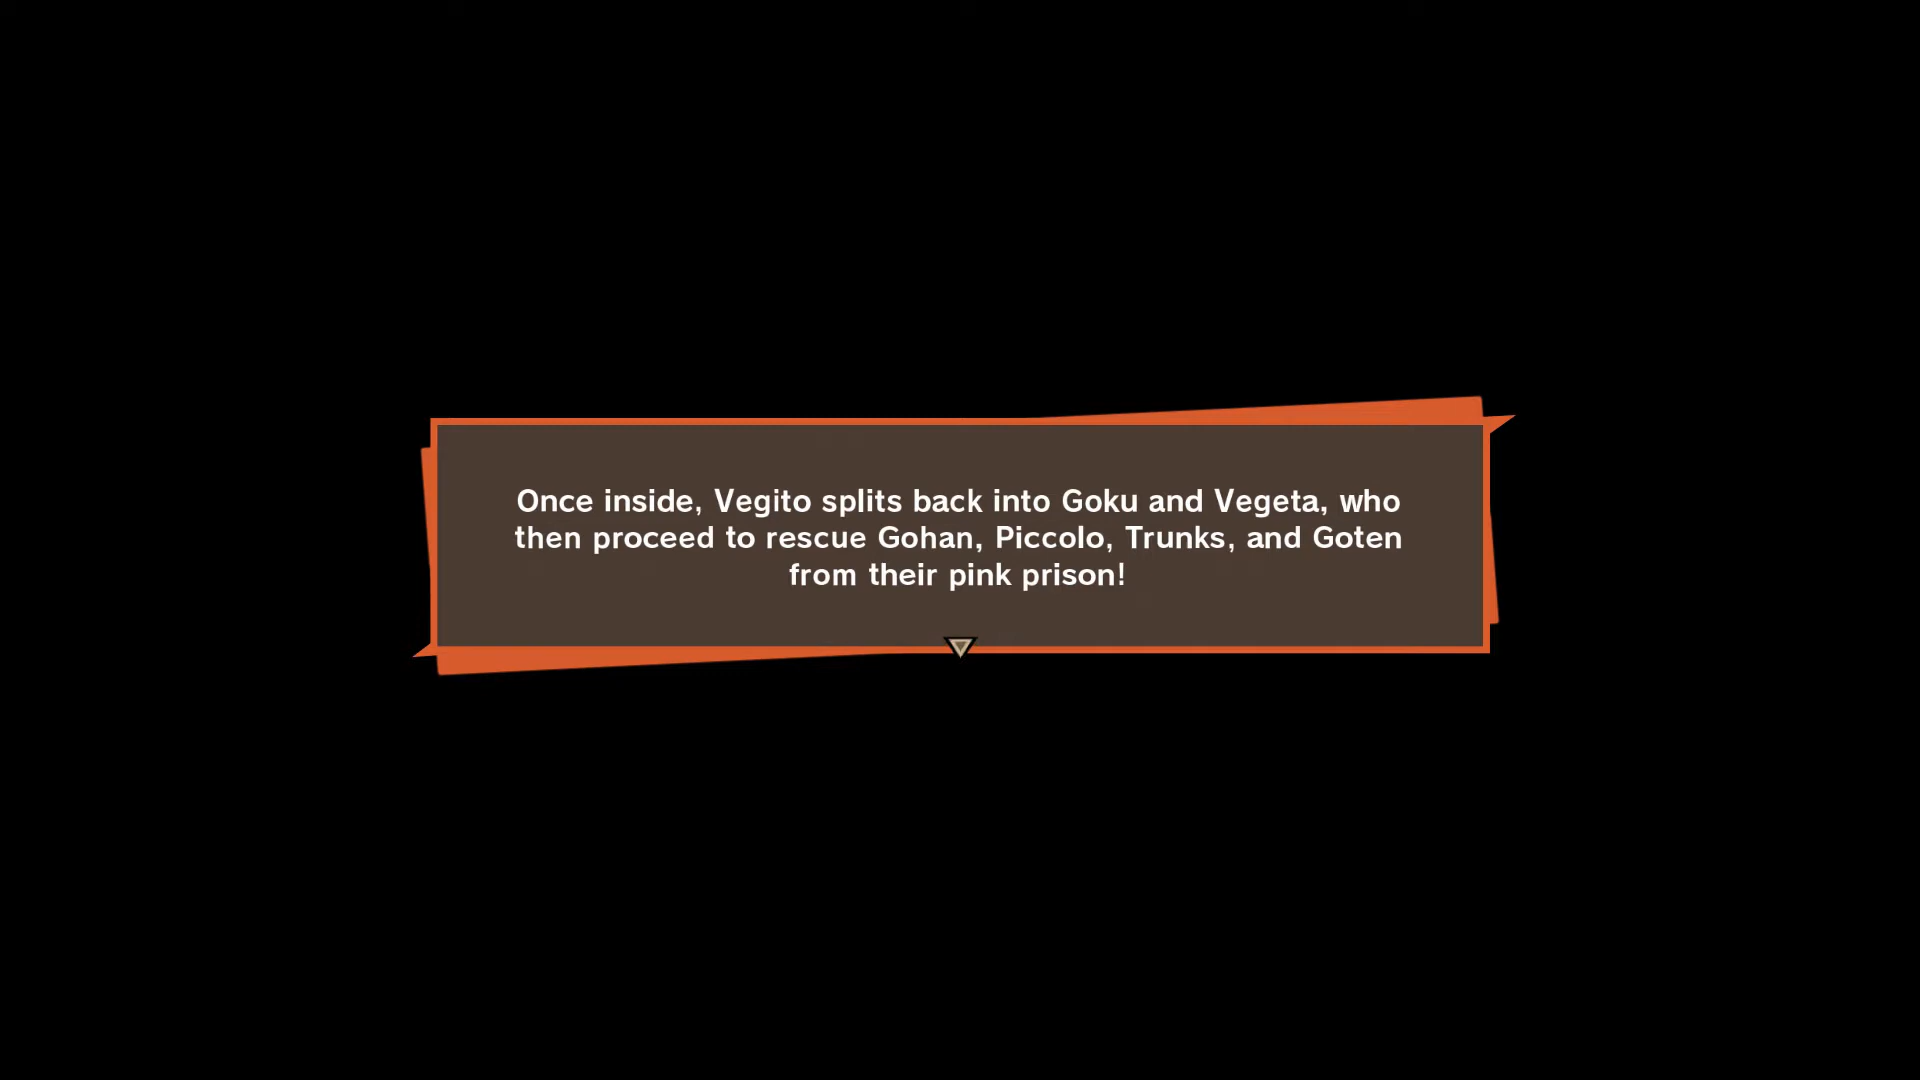 Once inside, Vegito splits back into Goku and Vegeta, who
then proceed to rescue Gohan, Piccolo, Trunks, and Goten
from their pink prison!